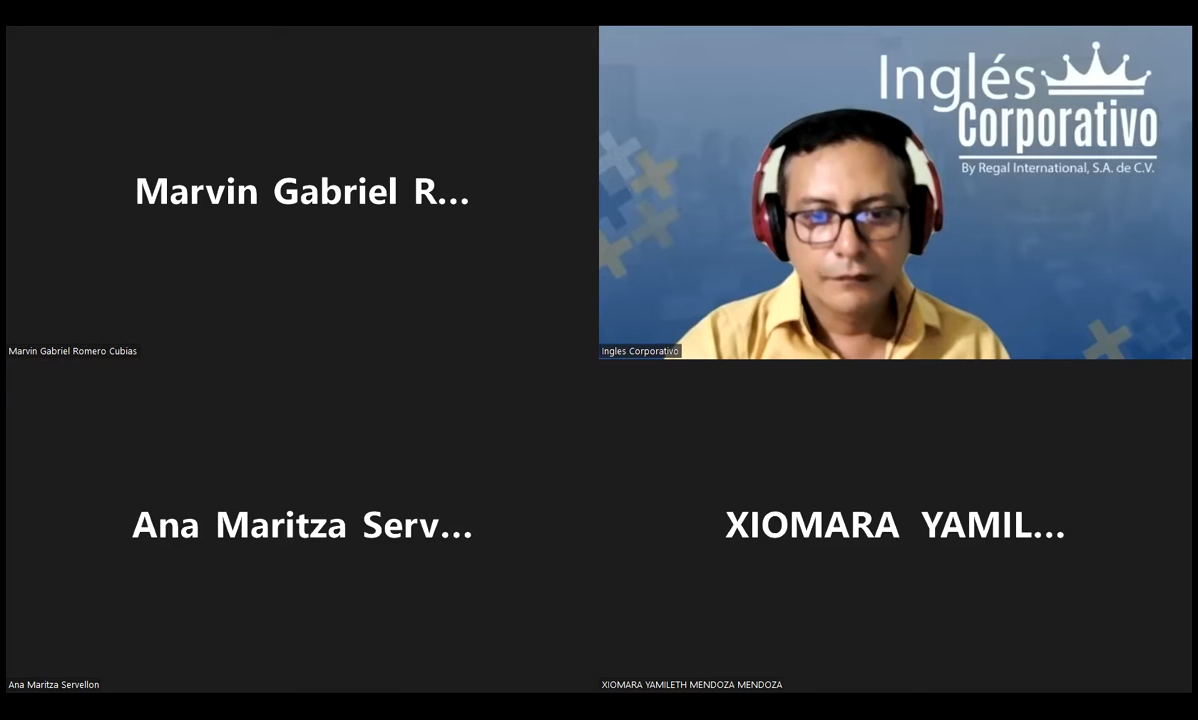 Marvin Gabriel R...
Marvin Gabriel Romero Cubias
Inglés
Corporativo
By Regal International, S.A. de C.V.
Ingles Corporativo
Ana Maritza Serv...
Ana Maritza Servellon
XIOMARA YAMIL...
XIOMARA YAMILETH MENDOZA MENDOZA